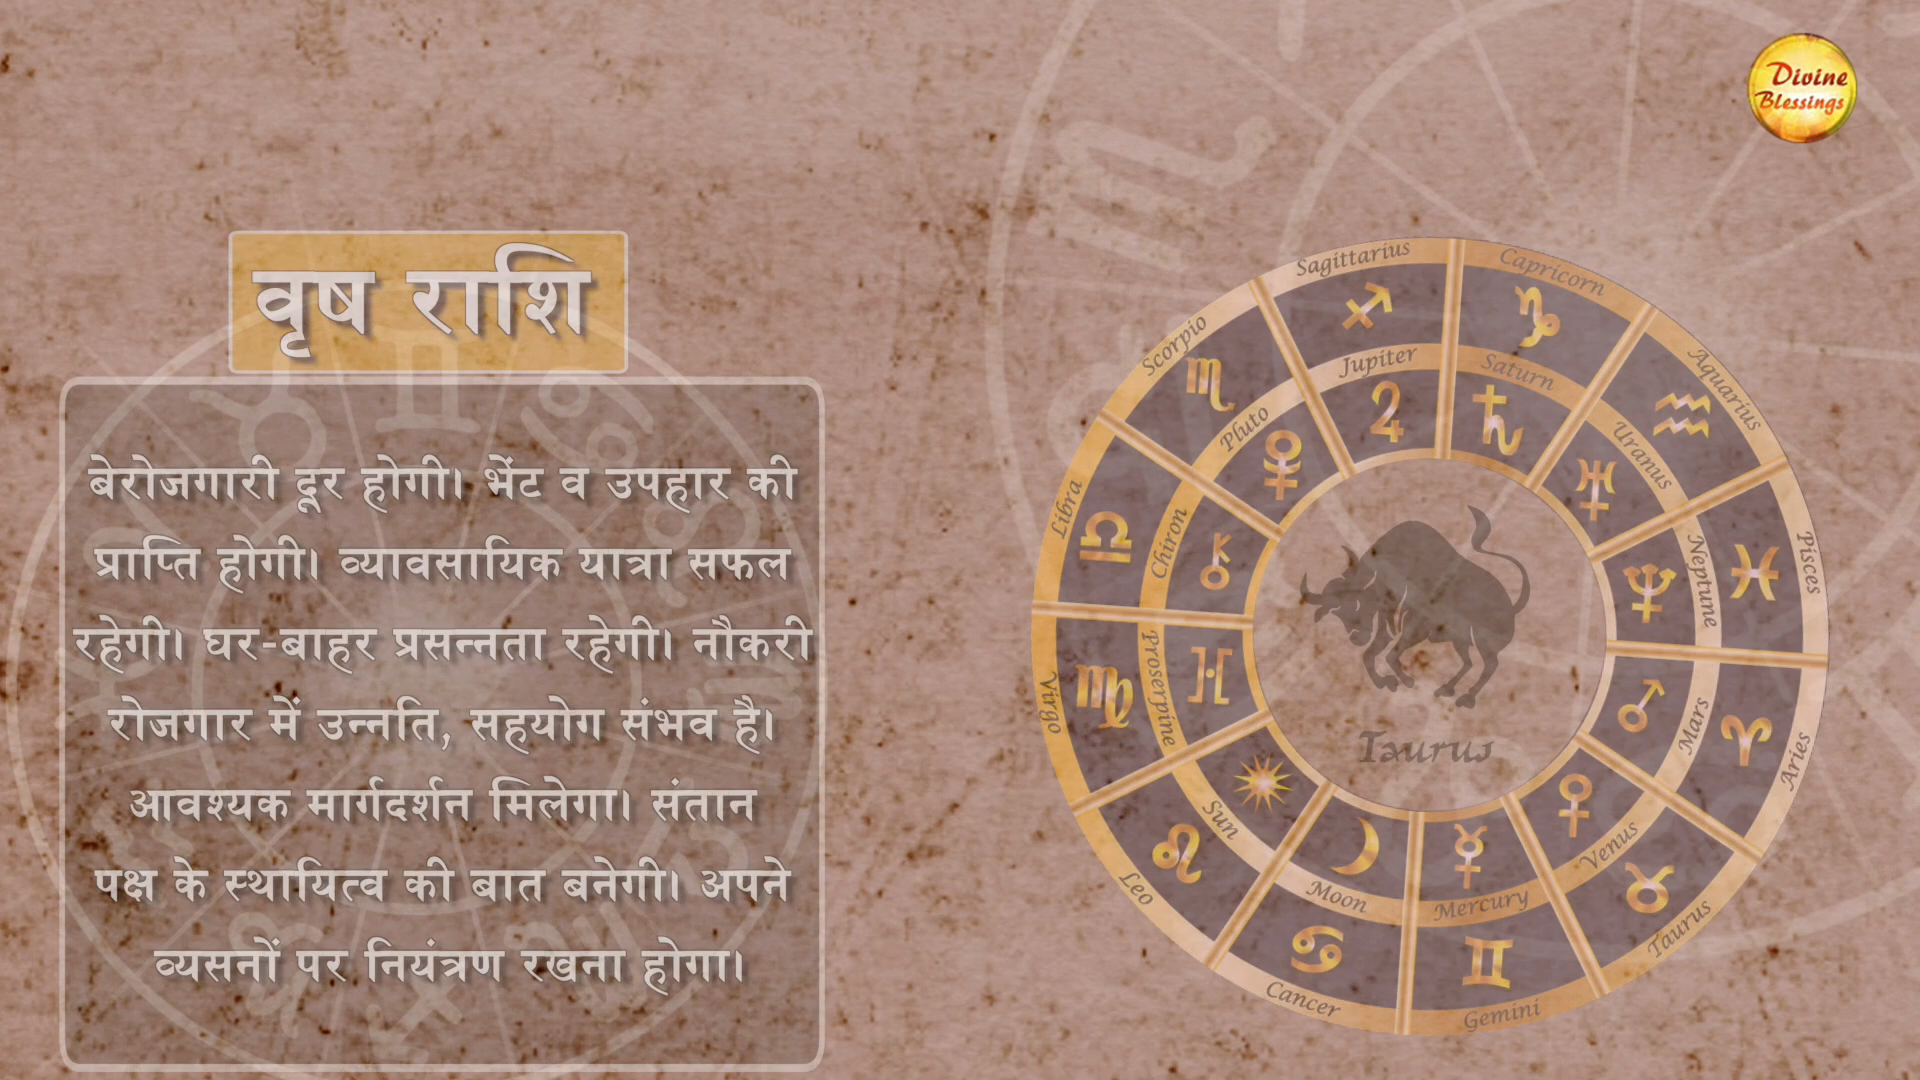 Divine
Blessings
वृष राशि
बेरोजगारी दूर होगी। भेंट व उपहार की
प्राप्ति होगी। व्यावसायिक यात्रा सफल
रहेगी। घर-बाहर प्रसन्नता रहेगी। नौकरी
रोजगार में उन्नति, सहयोग संभव है।
आवश्यक मार्गदर्शन मिलेगा। संतान
पक्ष के स्थायित्व की बात बनेगी। अपने
व्यसनों पर नियंत्रण रखना होगा।
Sagittarius
Capricorn
Aquarius
Pisces
Aries
Taurus
Gemini
Cancer
Leo
Virgo
Libra
Scorpio
Jupiter
Saturn
Uranus
Neptune
Mars
Venus
Mercury
Moon
Sun
Proserpine
Chiron
Pluto
Taurus